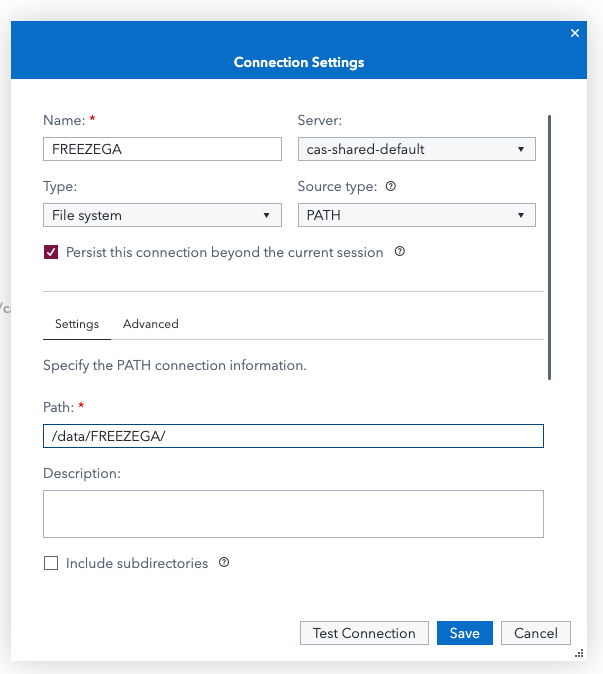 Connection Settings
Name: *
Server:
FREEZEGA
cas-shared-default
Type:
Source type:
File system
PATH
Persist this connection beyond the current session
Settings
Advanced
Specify the PATH connection information.
Path: *
/data/FREEZEGA/
Description:
Include subdirectories
Test Connection
Save
Cancel